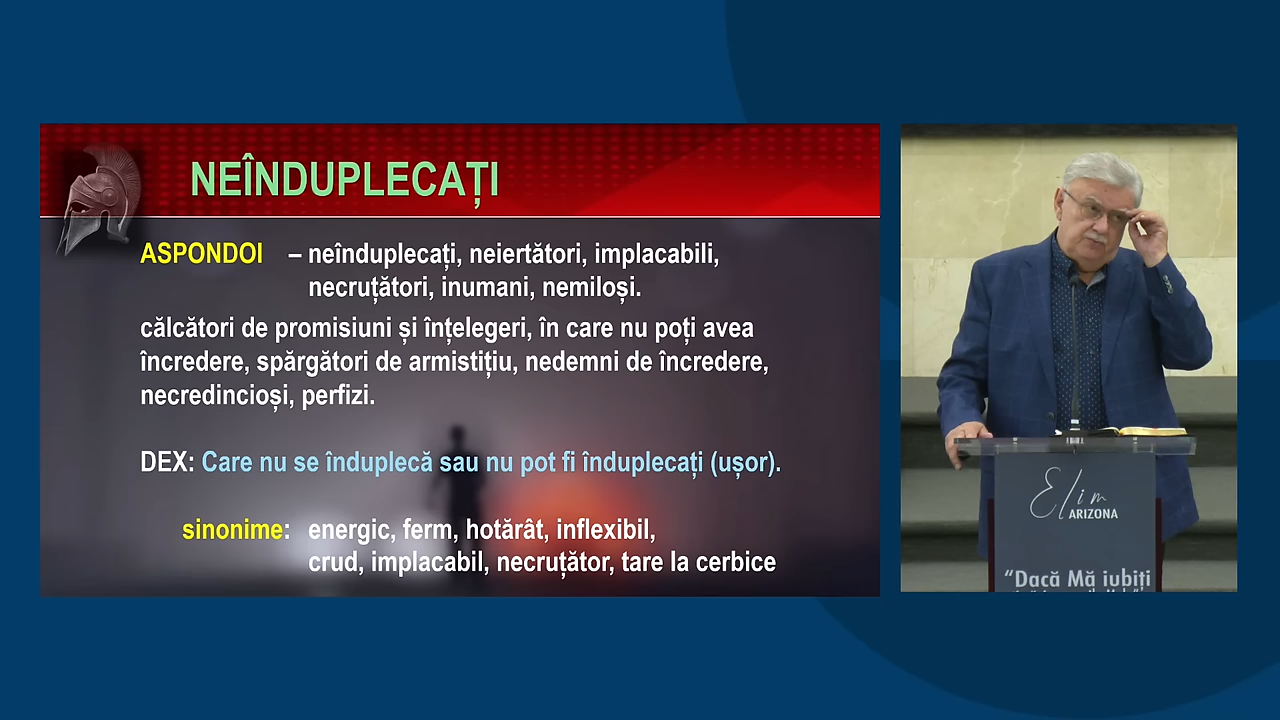 NEÎNDUPLECAȚI
ASPONDOI – neînduplecați, neiertători, implacabili,
necruțători, inumani, nemiloși.
călcători de promisiuni și înțelegeri, în care nu poți avea
încredere, spărgători de armistițiu, nedemni de încredere,
necredincioși, perfizi.
DEX: Care nu se înduplecă sau nu pot fi înduplecați (ușor).
sinonime: energic, ferm, hotărât, inflexibil,
crud, implacabil, necruțător, tare la cerbice
Elim
ARIZONA
“Dacă Mă iubiți